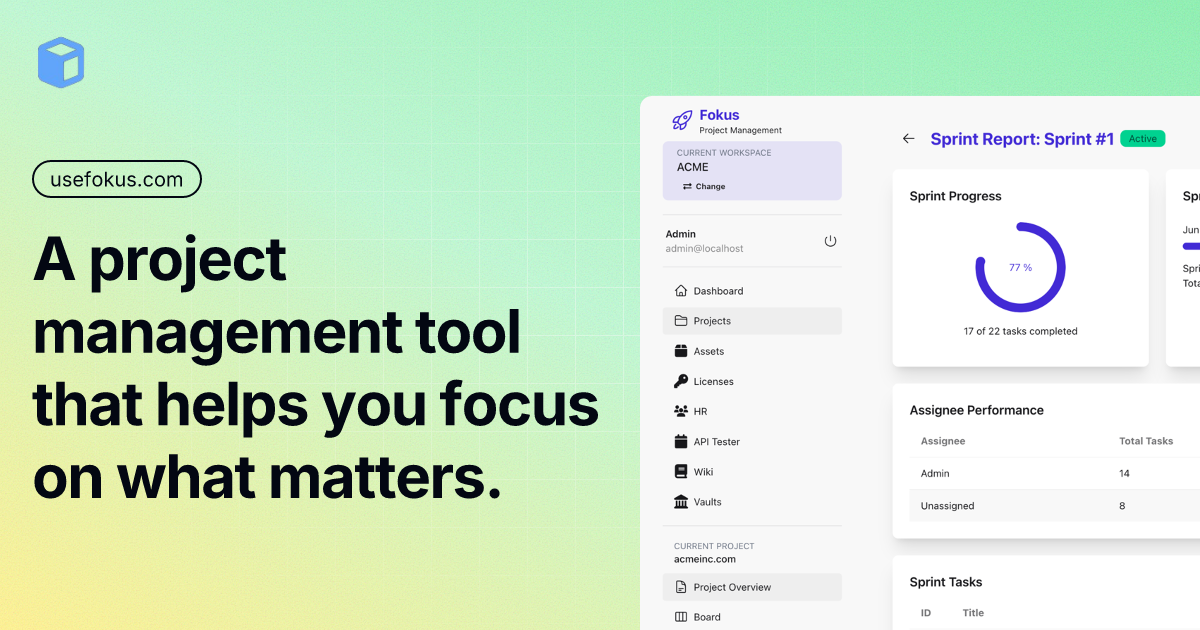 usefokus.com
A project
management tool
that helps you focus
on what matters.
Fokus
Project Management
CURRENT WORKSPACE
ACME
Change
Admin
admin@localhost
Dashboard
Projects
Assets
Licenses
HR
API Tester
Wiki
Vaults
CURRENT PROJECT
acmeinc.com
Project Overview
Board
Sprint Report: Sprint #1 Active
Sprint Progress
77 %
17 of 22 tasks completed
Jun
Assignee Performance
Assignee Total Tasks
Admin 14
Unassigned 8
Sprint Tasks
ID Title